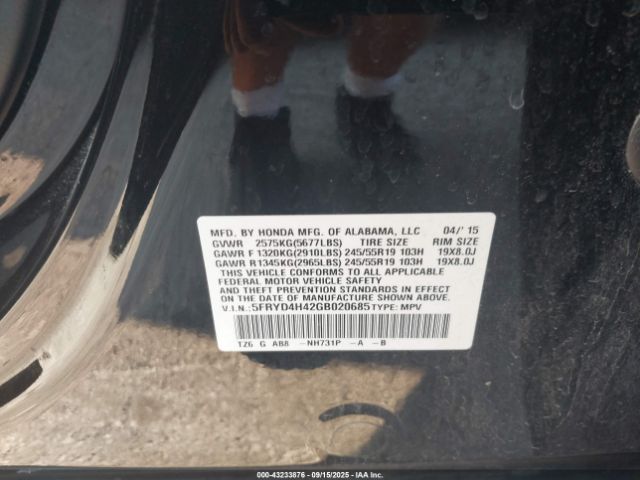 MFD. BY HONDA MFG. OF ALABAMA, LLC 04/'15
GVWR 2575KG(5677LBS) TIRE SIZE RIM SIZE
GAWR F 1320KG(2910LBS) 245/55R19 103H 19X8.0J
GAWR R1345KG(2965LBS) 245/55R19 103H 19X8.0J
THIS VEHICLE CONFORMS TO ALL APPLICABLE
FEDERAL MOTOR VEHICLE SAFETY AND THEFT
PREVENTION STANDARDS IN EFFECT ON THE DATE
OF MANUFACTURE SHOWN ABOVE.
V.I.N.:5FRYD4H42GB020685 TYPE: MPV
TZ6 G AB8 -NH731P -A -B
000-43233876 - 09/15/2025 - IAA Inc.